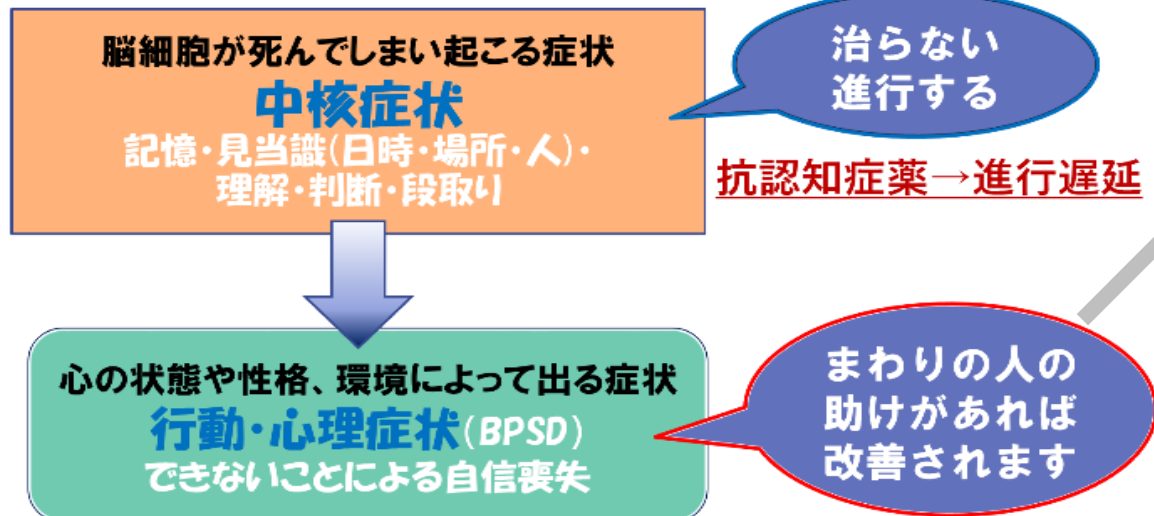 脳細胞が死んでしまい起こる症状
中核症状
記憶・見当識(日時・場所・人)・
理解・判断・段取り
治らない
進行する
抗認知症薬→進行遅延
心の状態や性格、環境によって出る症状
行動・心理症状(BPSD)
できないことによる自信喪失
まわりの人の
助けがあれば
改善されます